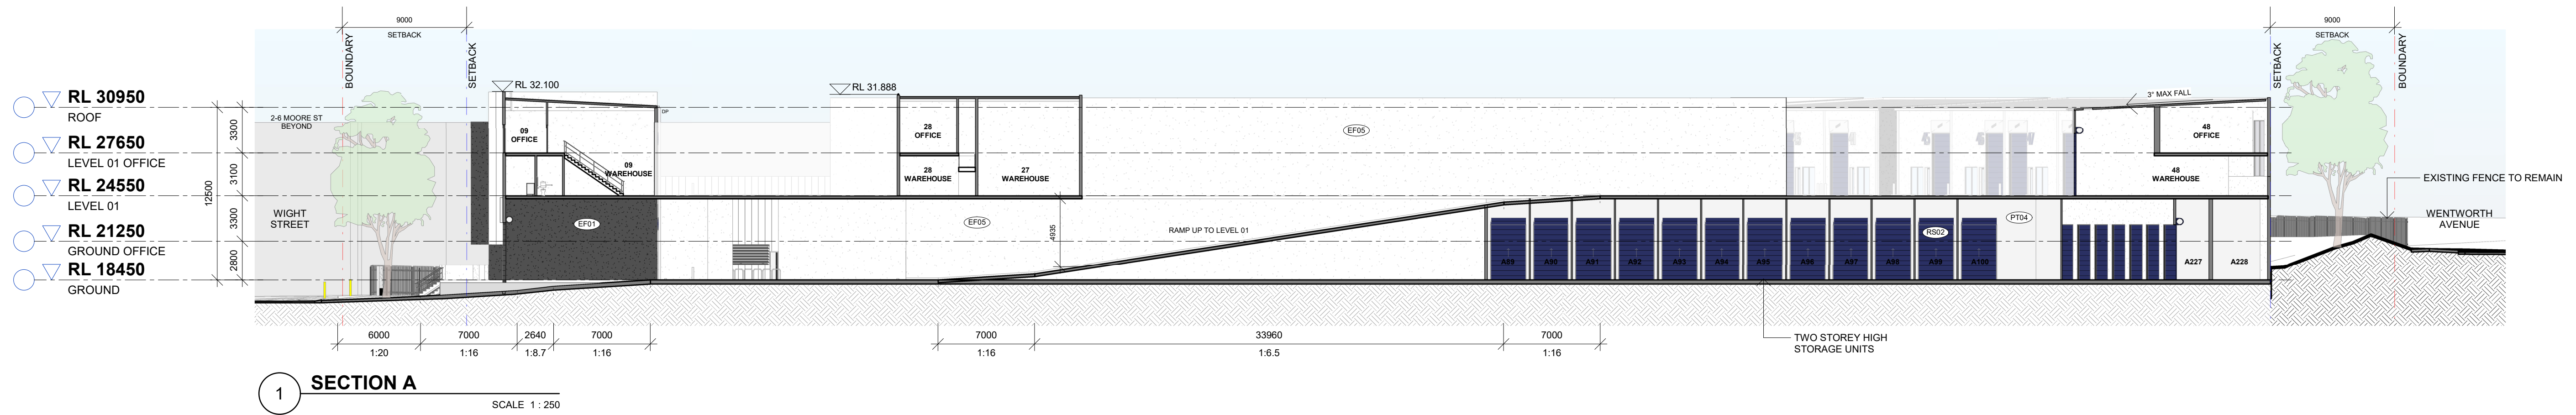 9000
SETBACK
BOUNDARY
SETBACK
9000
SETBACK
SETBACK
BOUNDARY
RL 32.100
RL 31.888
3° MAX FALL
RL 30950
ROOF
RL 27650
LEVEL 01 OFFICE
RL 24550
LEVEL 01
RL 21250
GROUND OFFICE
RL 18450
GROUND
12500
3300
3100
3300
2800
2-6 MOORE ST
BEYOND
WIGHT
STREET
09
OFFICE
09
WAREHOUSE
DP
EF01
28
OFFICE
28
WAREHOUSE
27
WAREHOUSE
EF05
EF05
4935
RAMP UP TO LEVEL 01
48
OFFICE
48
WAREHOUSE
PT04
RS02
A89
A90
A91
A92
A93
A94
A95
A96
A97
A98
A99
A100
A227
A228
EXISTING FENCE TO REMAIN
WENTWORTH
AVENUE
6000
7000
2640
7000
7000
33960
7000
1:20
1:16
1:8.7
1:16
1:16
1:6.5
1:16
TWO STOREY HIGH
STORAGE UNITS
1
SECTION A
SCALE 1 : 250